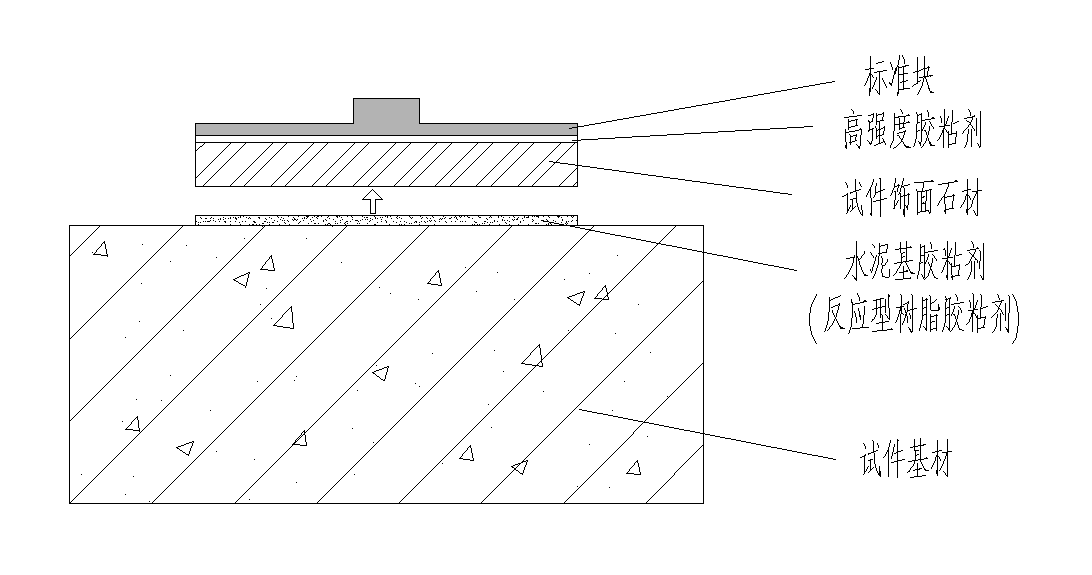 标准块
高强度胶粘剂
试件饰面石材
水泥基胶粘剂
(反应型树脂胶粘剂)
试件基材